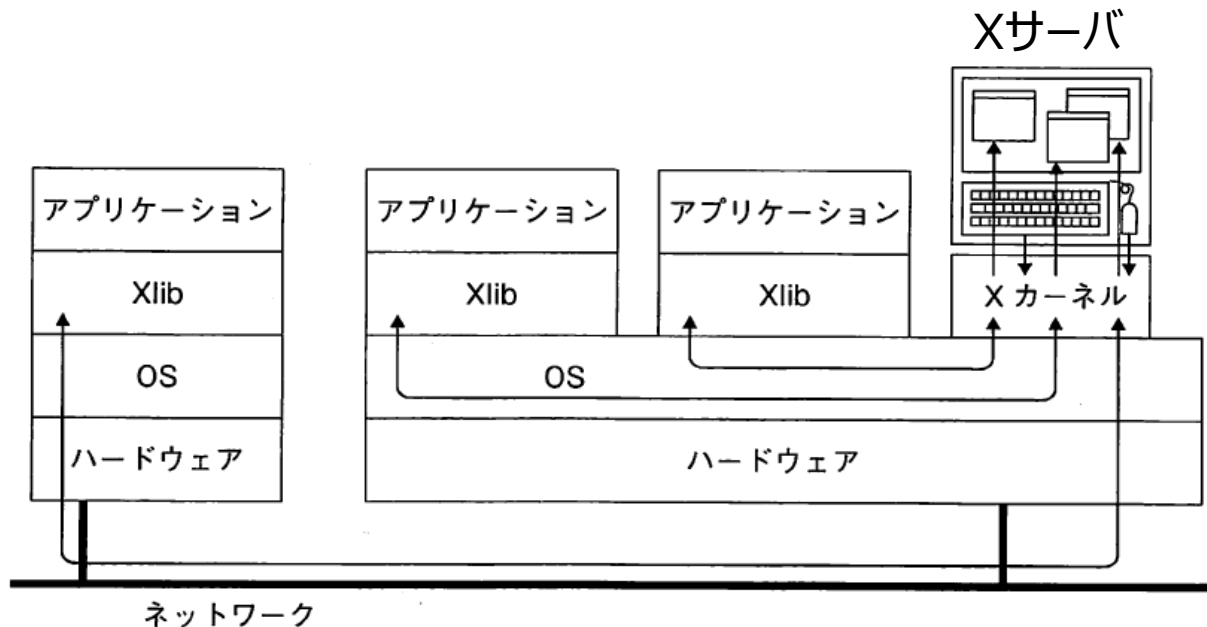 Xサーバ
アプリケーション
アプリケーション
アプリケーション
Xlib
Xlib
Xlib
X カーネル
OS
OS
ハードウェア
ハードウェア
ネットワーク